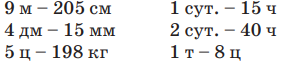 9 м – 205 см
4 дм – 15 мм
5 ц – 198 кг
1 сут. – 15 ч
2 сут. – 40 ч
1 т – 8 ц